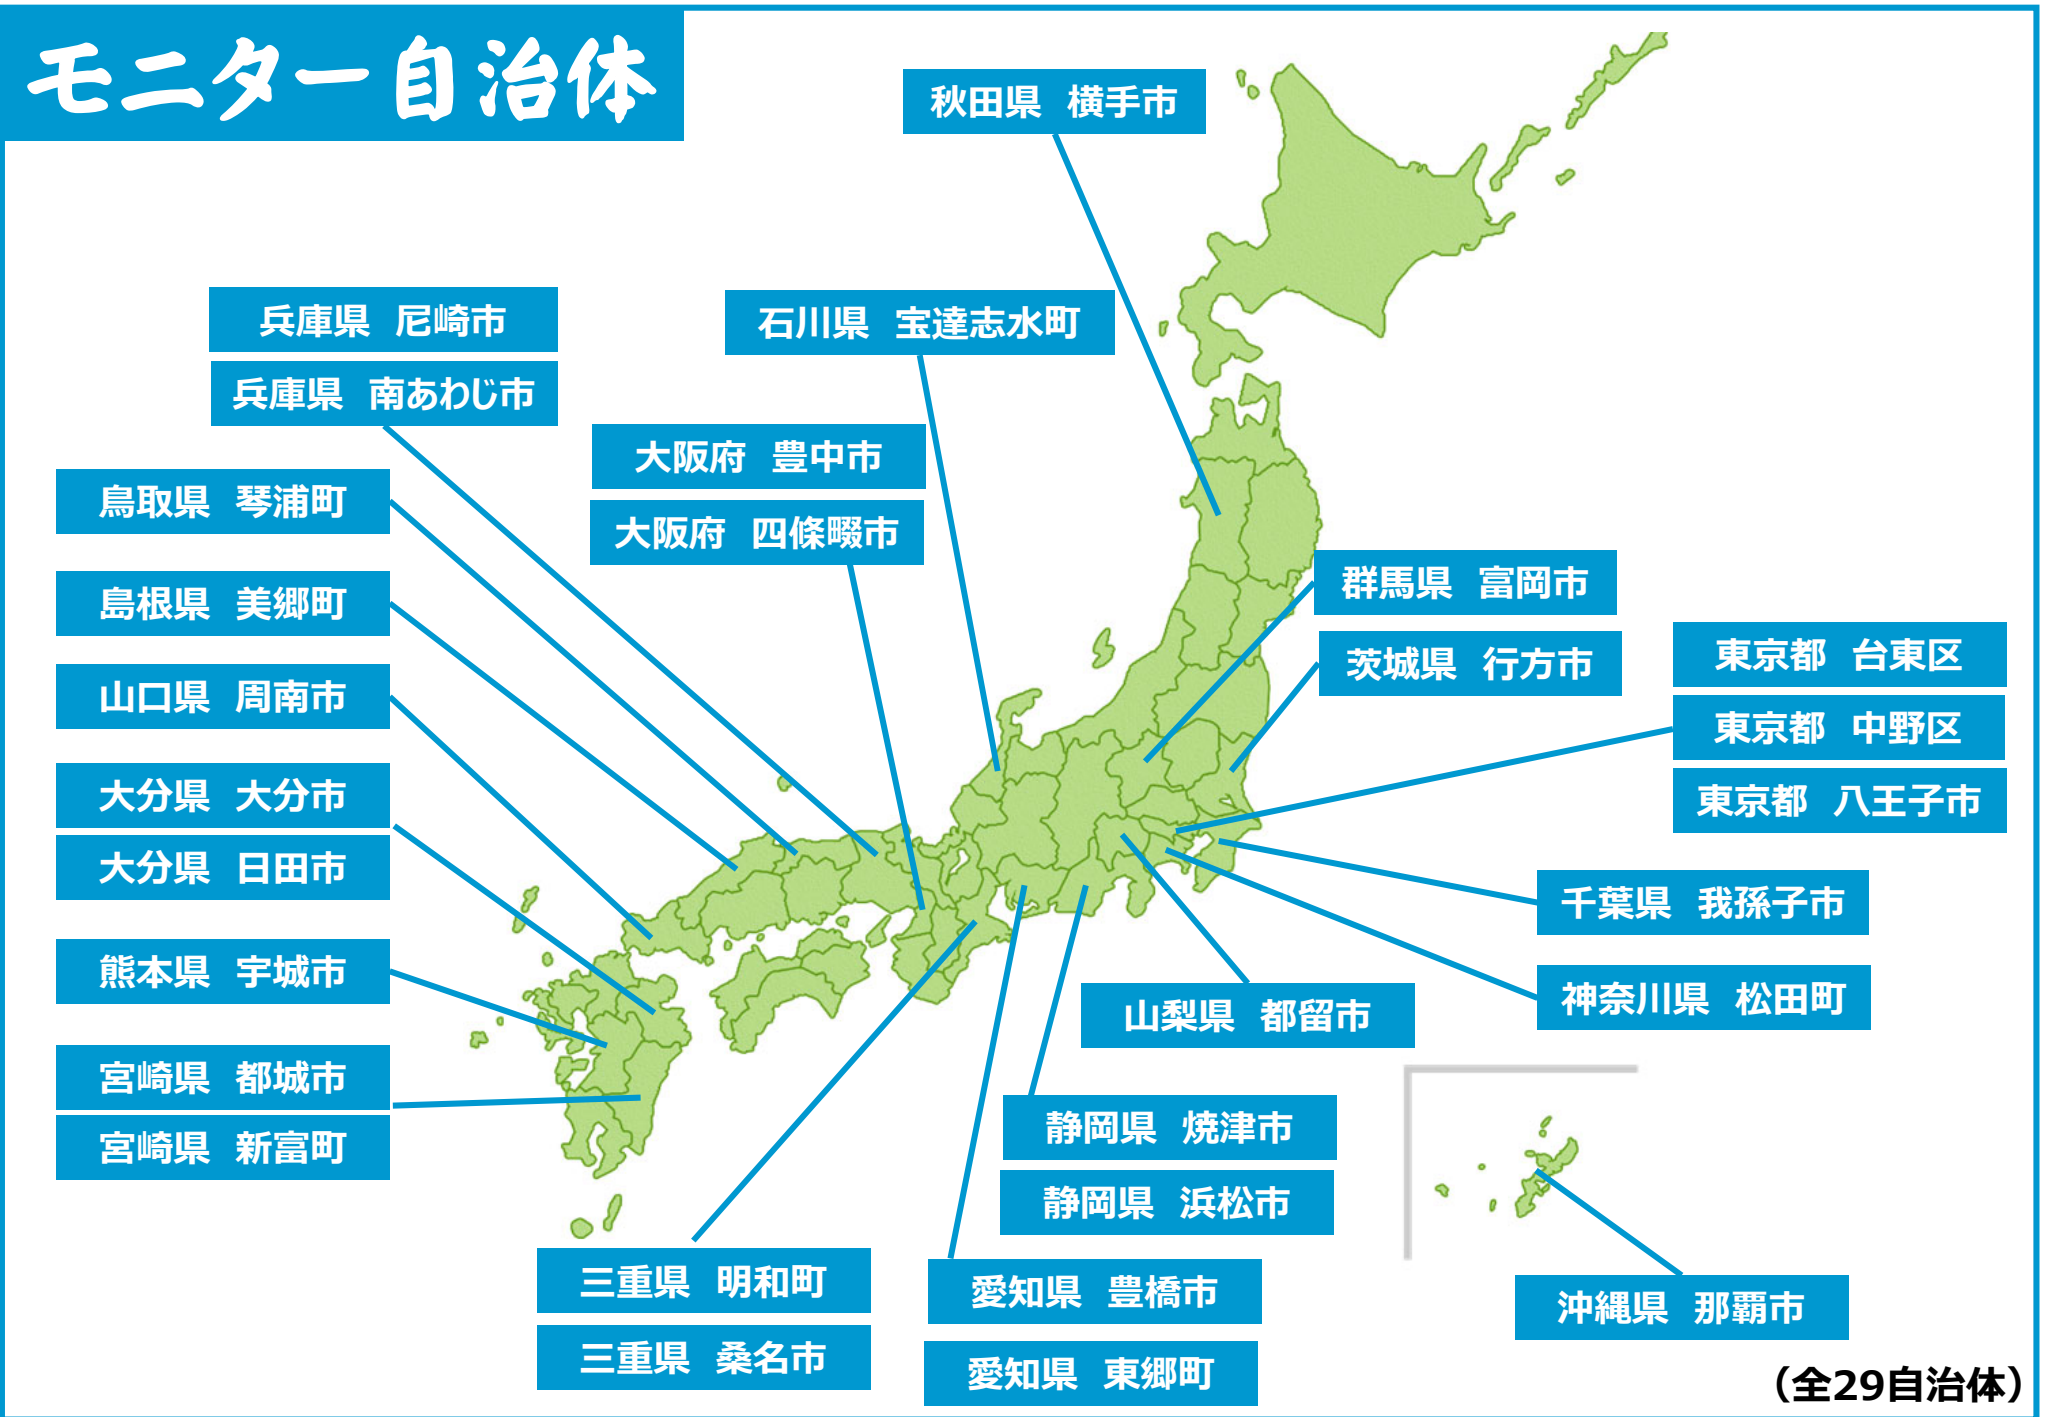 モニター自治体
秋田県 横手市
兵庫県 尼崎市
兵庫県 南あわじ市
石川県 宝達志水町
大阪府 豊中市
大阪府 四條畷市
鳥取県 琴浦町
島根県 美郷町
山口県 周南市
大分県 大分市
大分県 日田市
熊本県 宇城市
宮崎県 都城市
宮崎県 新富町
群馬県 富岡市
茨城県 行方市
東京都 台東区
東京都 中野区
東京都 八王子市
千葉県 我孫子市
神奈川県 松田町
山梨県 都留市
静岡県 焼津市
静岡県 浜松市
三重県 明和町
三重県 桑名市
愛知県 豊橋市
愛知県 東郷町
沖縄県 那覇市
（全29自治体）